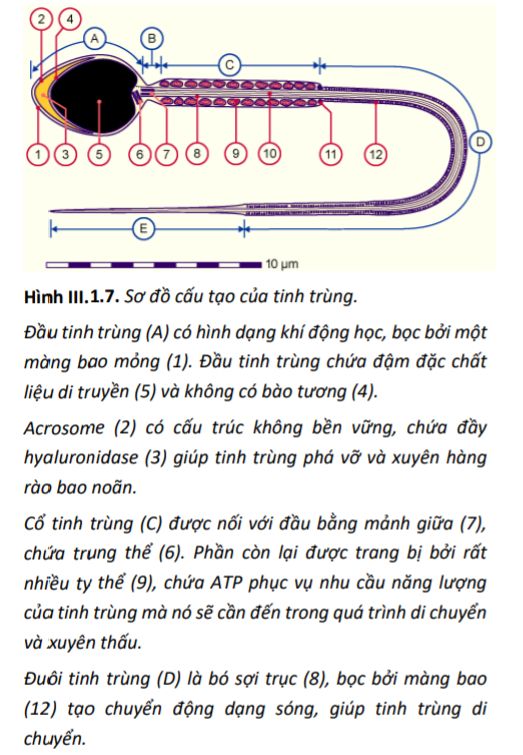 2 4 A B C
1 3 5 6 7 8 9 10 11 12 D
E
10 µm
Hình III.1.7. Sơ đồ cấu tạo của tinh trùng.
Đầu tinh trùng (A) có hình dạng khí động học, bọc bởi một
màng bao mỏng (1). Đầu tinh trùng chứa đậm đặc chất
liệu di truyền (5) và không có bào tương (4).
Acrosome (2) có cấu trúc không bền vững, chứa đầy
hyaluronidase (3) giúp tinh trùng phá vỡ và xuyên hàng
rào bao noãn.
Cổ tinh trùng (C) được nối với đầu bằng mảnh giữa (7),
chứa trung thể (6). Phần còn lại được trang bị bởi rất
nhiều ty thể (9), chứa ATP phục vụ nhu cầu năng lượng
của tinh trùng mà nó sẽ cần đến trong quá trình di chuyển
và xuyên thấu.
Đuôi tinh trùng (D) là bó sợi trục (8), bọc bởi màng bao
(12) tạo chuyển động dạng sóng, giúp tinh trùng di
chuyển.